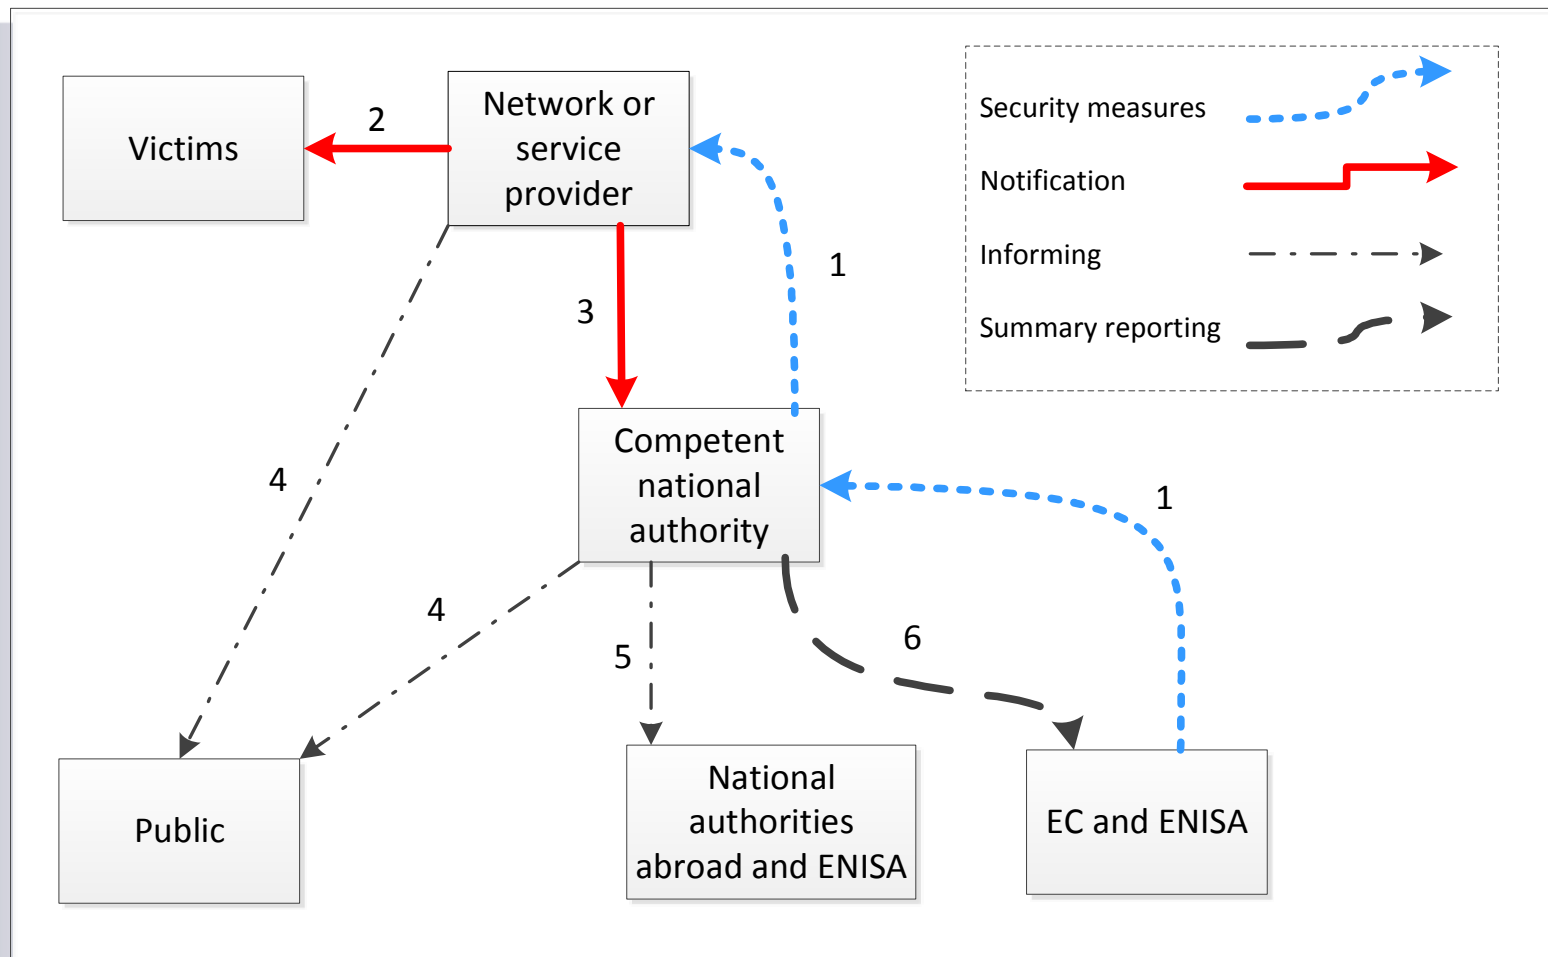 Victims
2
Network or
service
provider
Security measures
Notification
Informing
Summary reporting
1
3
4
Competent
national
authority
1
4
5
6
Public
National
authorities
abroad and ENISA
EC and ENISA